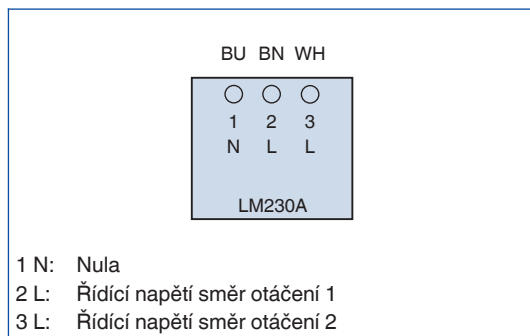 BU BN WH
1 2 3
N L L
LM230A
1 N: Nula
2 L: Řídící napětí směr otáčení 1
3 L: Řídící napětí směr otáčení 2